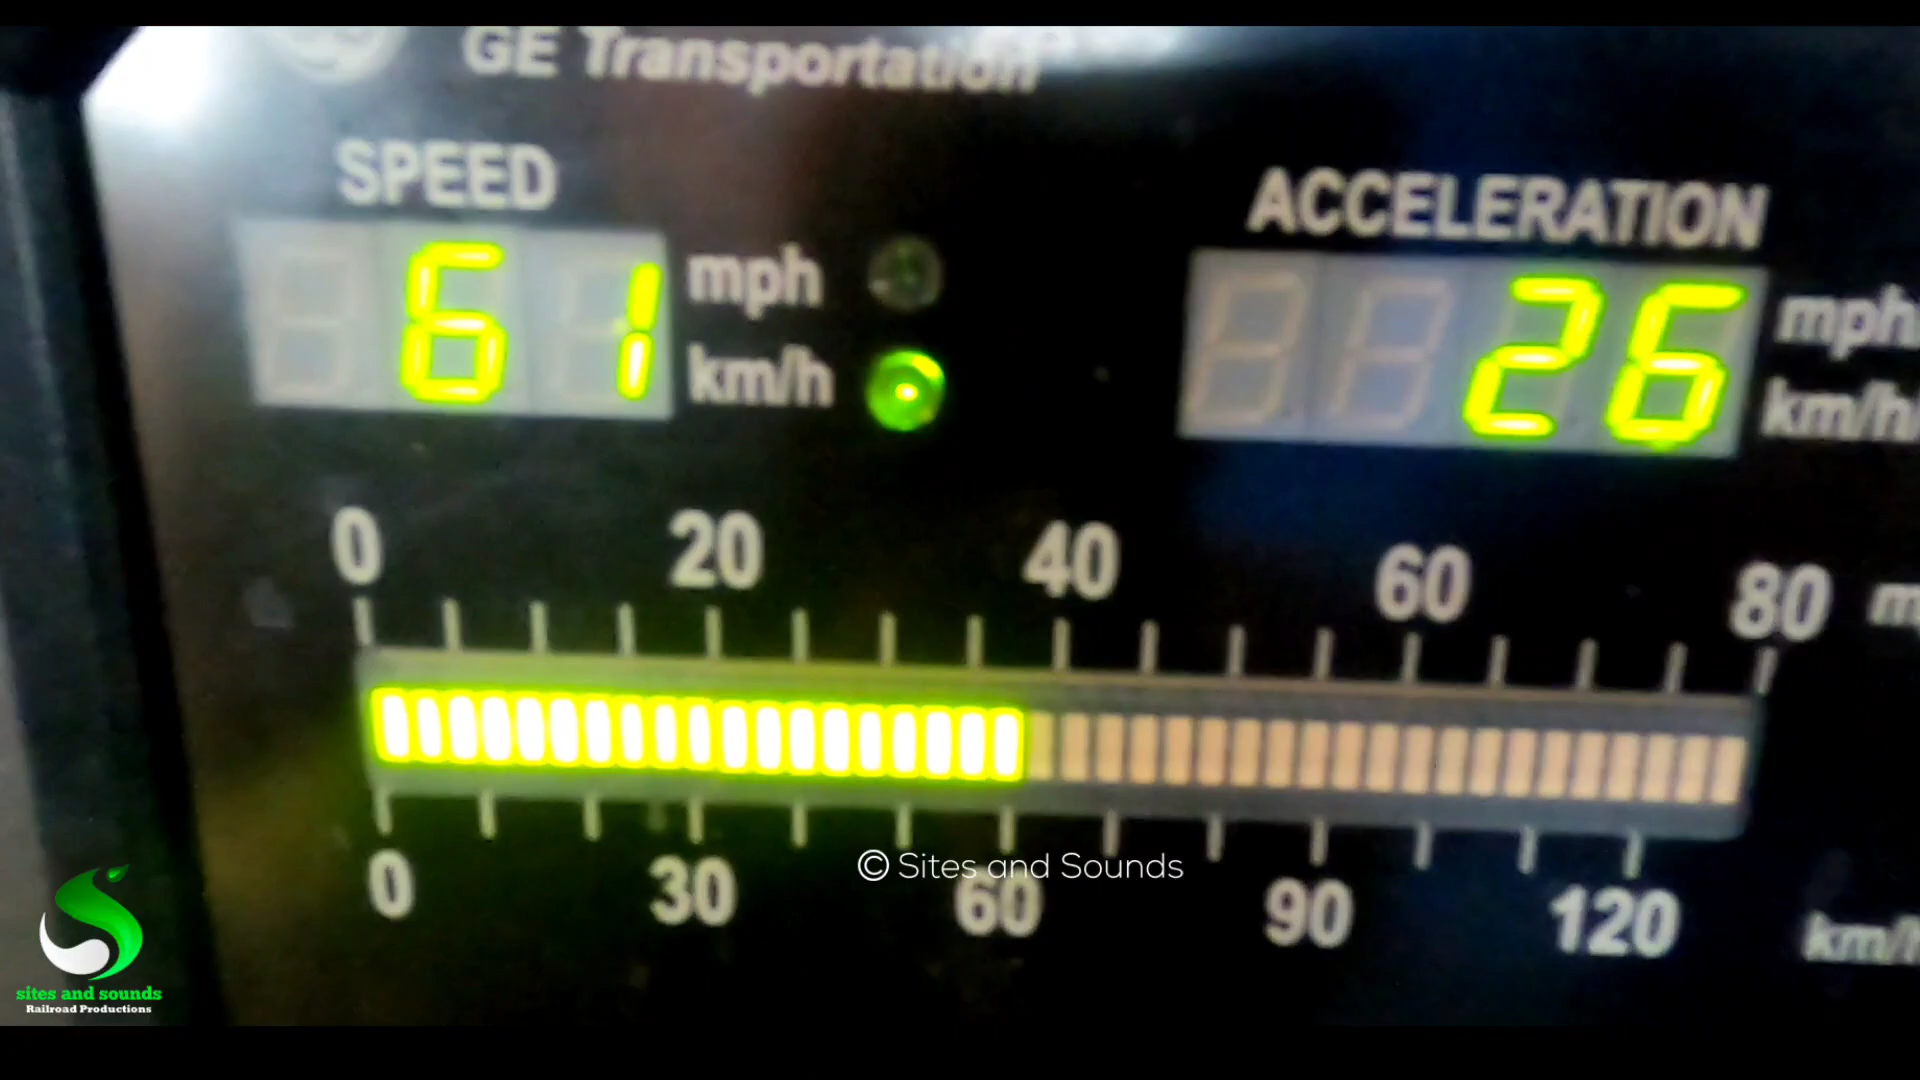 GE Transportation
SPEED
ACCELERATION
61
mph
km/h
26
mph
km/h
0 20 40 60 80
0 30 60 90 120
km/h
© Sites and Sounds
sites and sounds
Railroad Productions